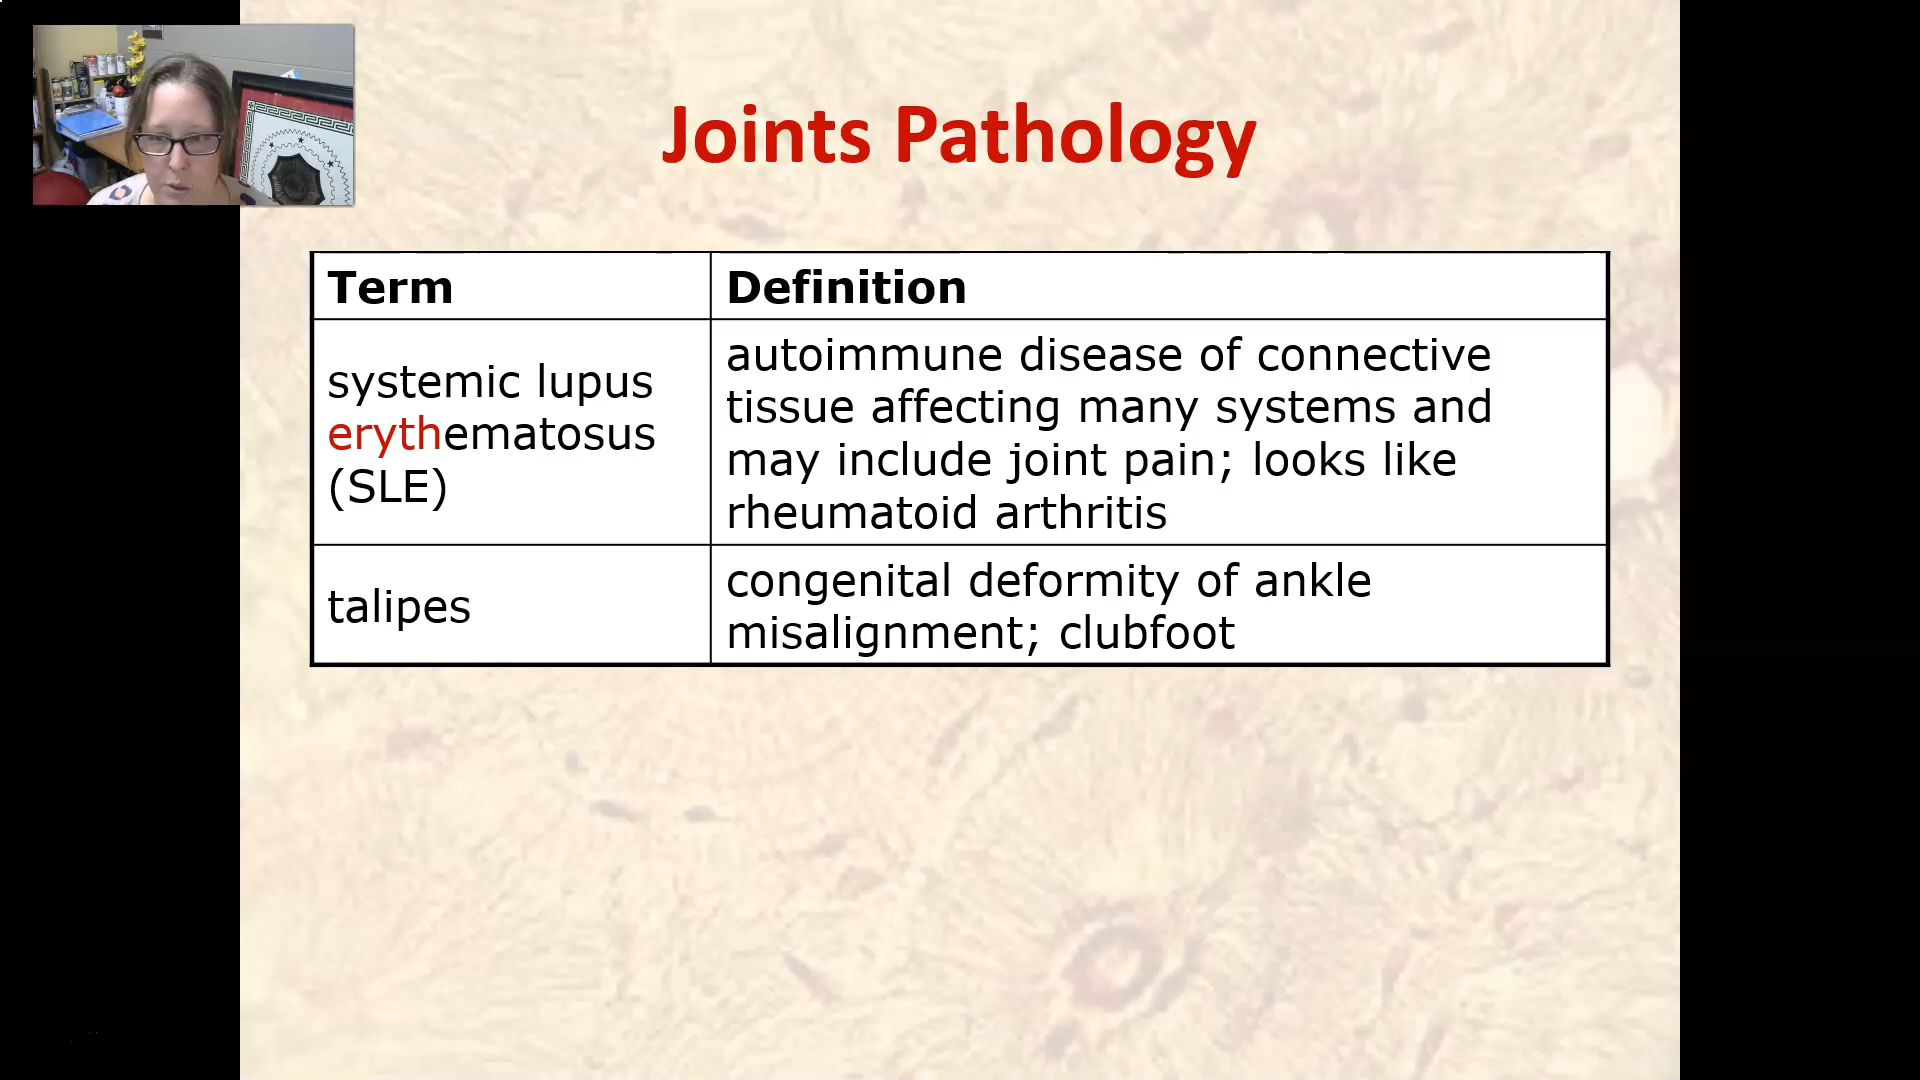 Joints Pathology
Term
Definition
systemic lupus
erythematosus
(SLE)
autoimmune disease of connective
tissue affecting many systems and
may include joint pain; looks like
rheumatoid arthritis
talipes
congenital deformity of ankle
misalignment; clubfoot